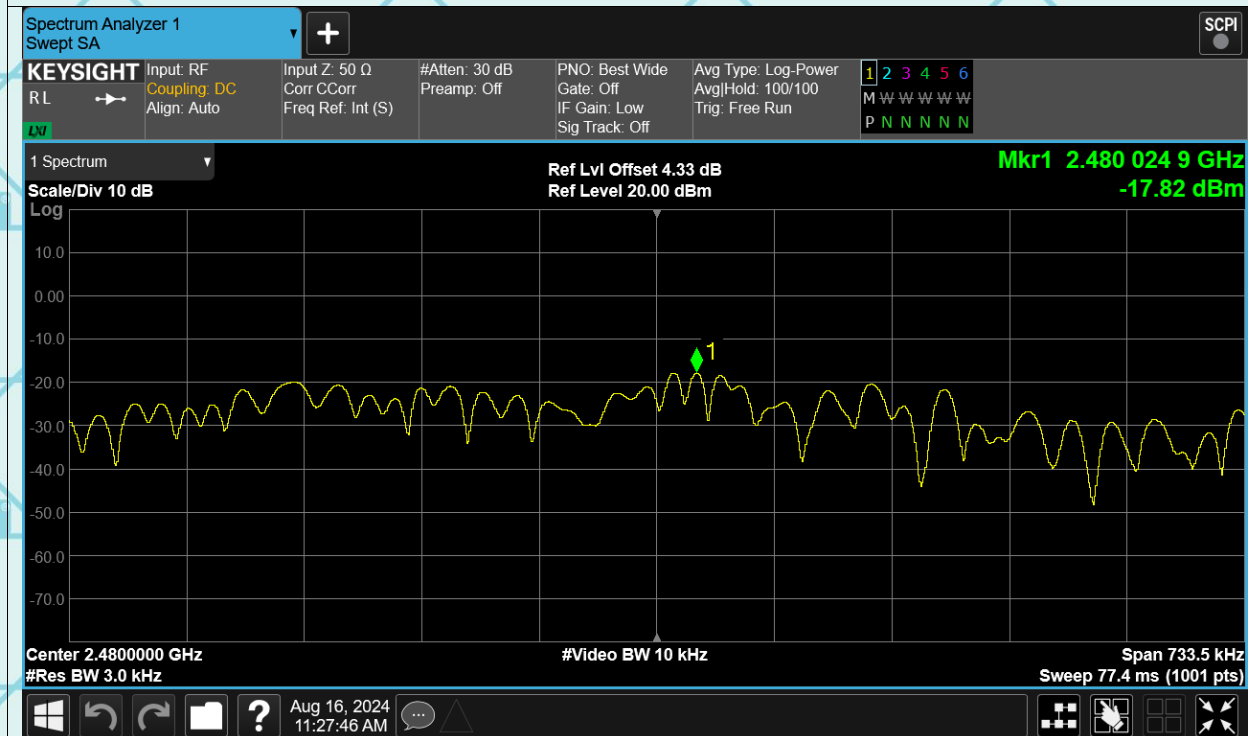 Spectrum Analyzer 1
Swept SA
SCPI
KEYSIGHT
RL
LXI
Input: RF
Coupling: DC
Align: Auto
Input Z: 50 Ω
Corr CCorr
Freq Ref: Int (S)
#Atten: 30 dB
Preamp: Off
PNO: Best Wide
Gate: Off
IF Gain: Low
Sig Track: Off
Avg Type: Log-Power
Avg|Hold: 100/100
Trig: Free Run
1 2 3 4 5 6
M W W W W W
P N N N N N
1 Spectrum
Scale/Div 10 dB
Log
Ref Lvl Offset 4.33 dB
Ref Level 20.00 dBm
Mkr1 2.480 024 9 GHz
-17.82 dBm
10.0
0.00
-10.0
-20.0
-30.0
-40.0
-50.0
-60.0
-70.0
1
Center 2.4800000 GHz
#Res BW 3.0 kHz
#Video BW 10 kHz
Span 733.5 kHz
Sweep 77.4 ms (1001 pts)
Aug 16, 2024
11:27:46 AM